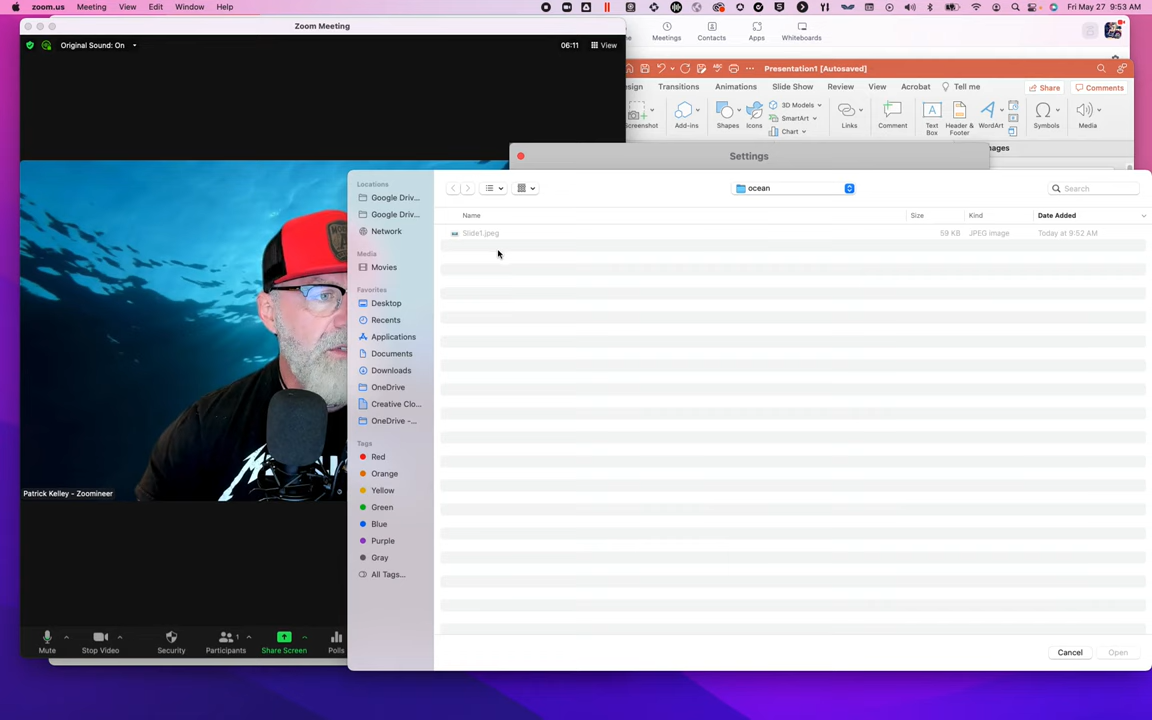 zoom.us Meeting View Edit Window Help
Fri May 27 9:53 AM
Zoom Meeting
Original Sound: On
06:11
View
Meetings
Contacts
Apps
Whiteboards
Presentation1 [Autosaved]
Transitions
Animations
Slide Show
Review
View
Acrobat
Tell me
Share
Comments
Add-ins
Shapes
Icons
3D Models
SmartArt
Chart
Links
Comment
Text Box
Header & Footer
WordArt
Symbols
Media
Settings
Locations
Google Driv...
Google Driv...
Network
Media
Movies
Favorites
Desktop
Recents
Applications
Documents
Downloads
OneDrive
Creative Clo...
OneDrive -...
Tags
Red
Orange
Yellow
Green
Blue
Purple
Gray
All Tags...
ocean
Search
Name
Size
Kind
Date Added
Slide1.jpeg
59 KB
JPEG image
Today at 9:52 AM
Cancel
Open
Patrick Kelley - Zoomineer
Mute
Stop Video
Security
Participants
1
Share Screen
Polls